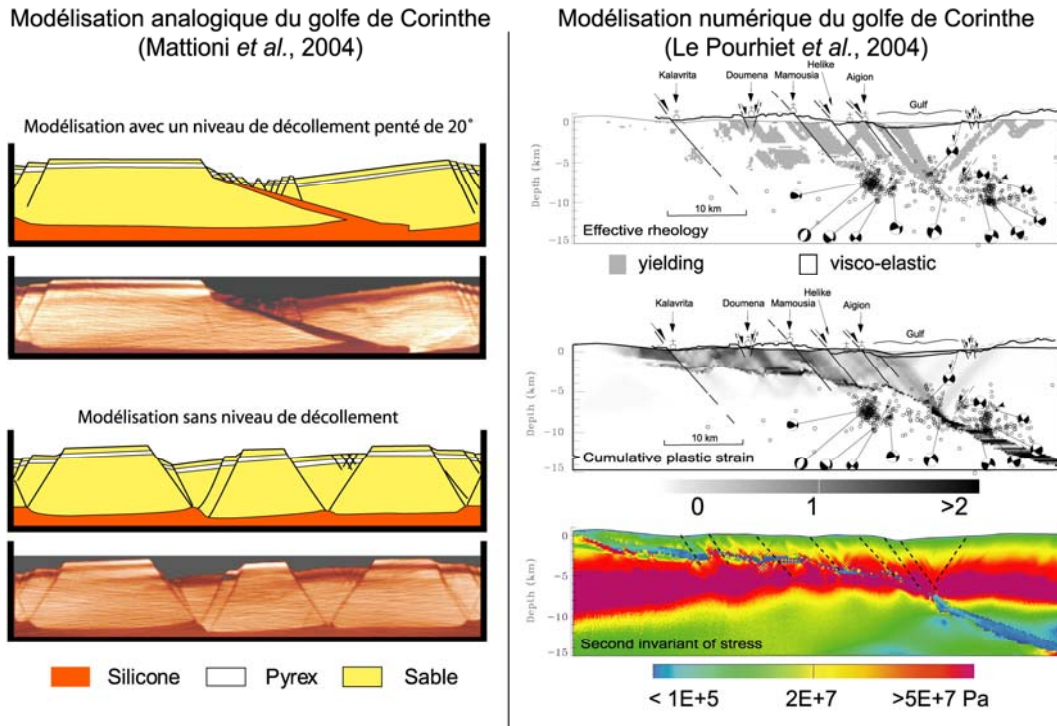 Modélisation analogique du golfe de Corinthe
(Mattioni et al., 2004)
Modélisation avec un niveau de décollement penté de 20˚
Modélisation sans niveau de décollement
Silicone
Pyrex
Sable
Modélisation numérique du golfe de Corinthe
(Le Pourhiet et al., 2004)
Kalavrita
Doumena
Mamousia
Helike
Aigion
Gulf
0
-5
-10
-15
Depth (km)
10 km
Effective rheology
yielding
visco-elastic
Kalavrita
Doumena
Mamousia
Helike
Aigion
Gulf
0
-5
-10
-15
Depth (km)
10 km
Cumulative plastic strain
0
1
>2
0
-5
-10
-15
Depth (km)
Second invariant of stress
< 1E+5
2E+7
>5E+7 Pa